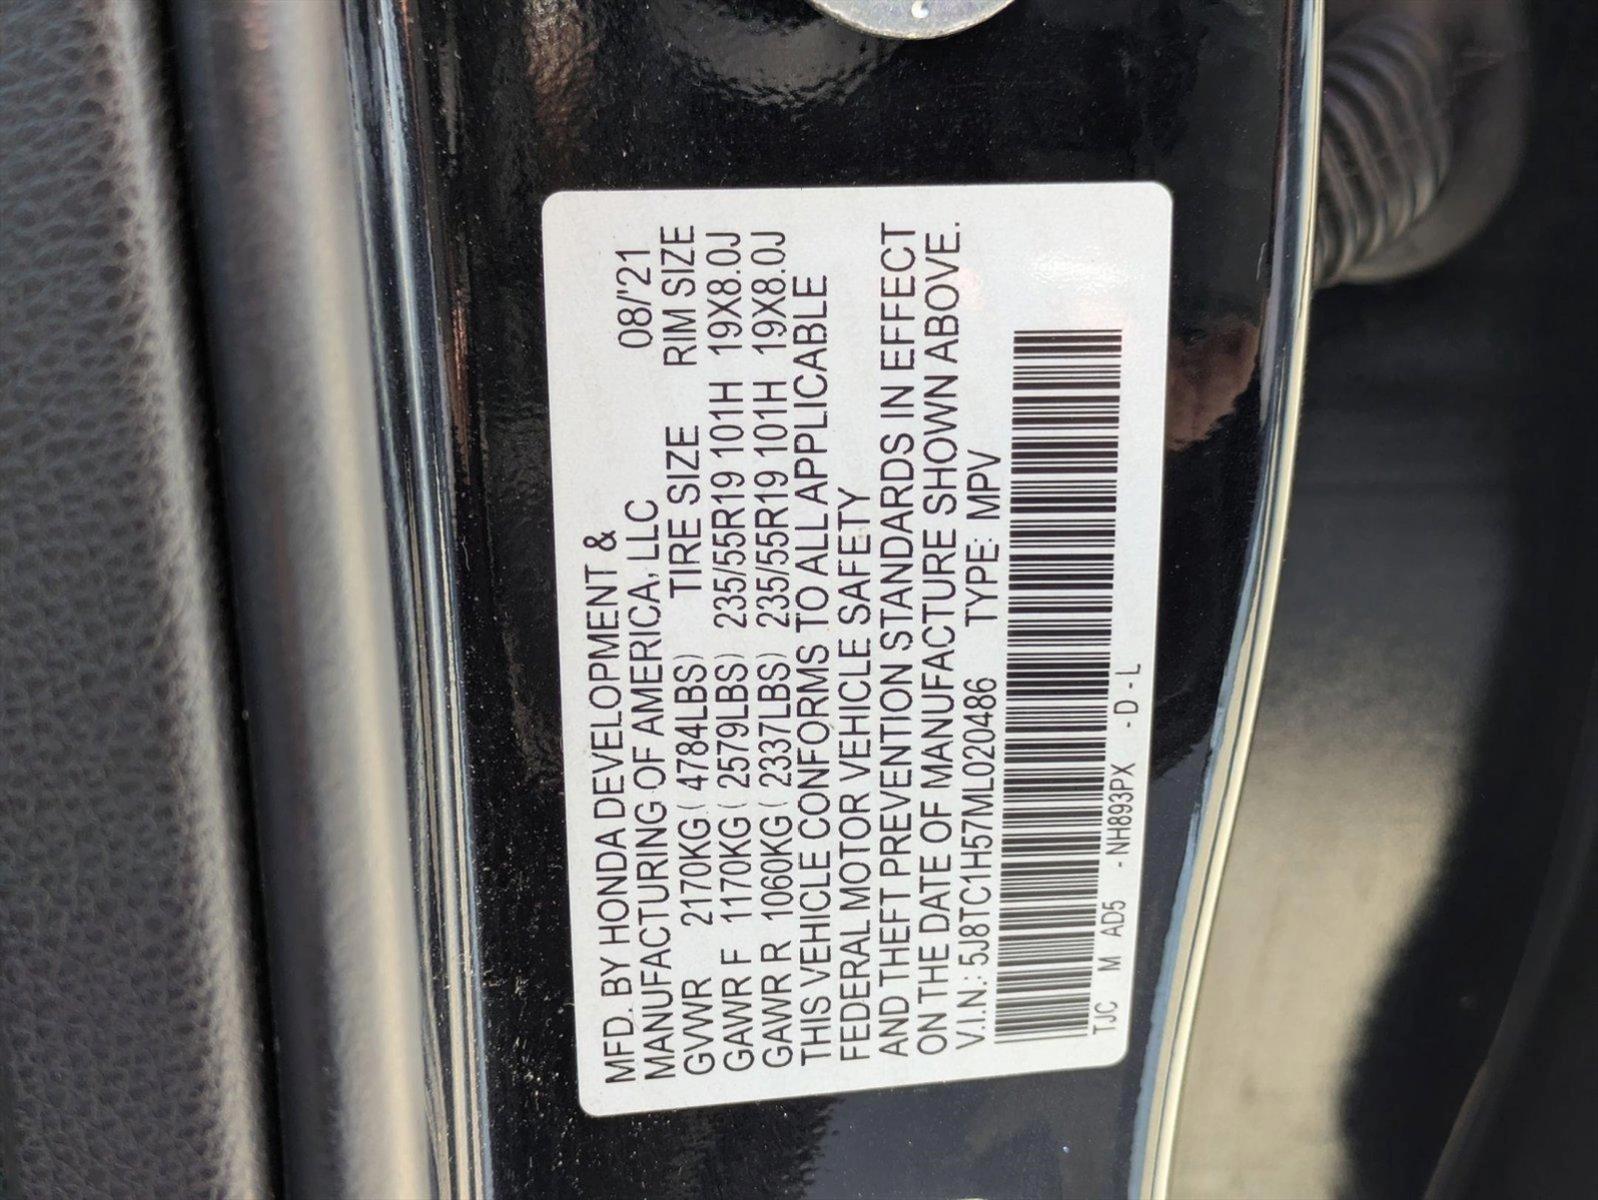 MFD. BY HONDA DEVELOPMENT &
MANUFACTURING OF AMERICA, LLC 08/'21
GVWR 2170KG ( 4784LBS) TIRE SIZE RIM SIZE
GAWR F 1170KG ( 2579LBS) 235/55R19 101H 19X8.0J
GAWR R 1060KG ( 2337LBS) 235/55R19 101H 19X8.0J
THIS VEHICLE CONFORMS TO ALL APPLICABLE
FEDERAL MOTOR VEHICLE SAFETY
AND THEFT PREVENTION STANDARDS IN EFFECT
ON THE DATE OF MANUFACTURE SHOWN ABOVE.
V.I.N.: 5J8TC1H57ML020486 TYPE: MPV
TJC M AD5 - NH893PX - D - L